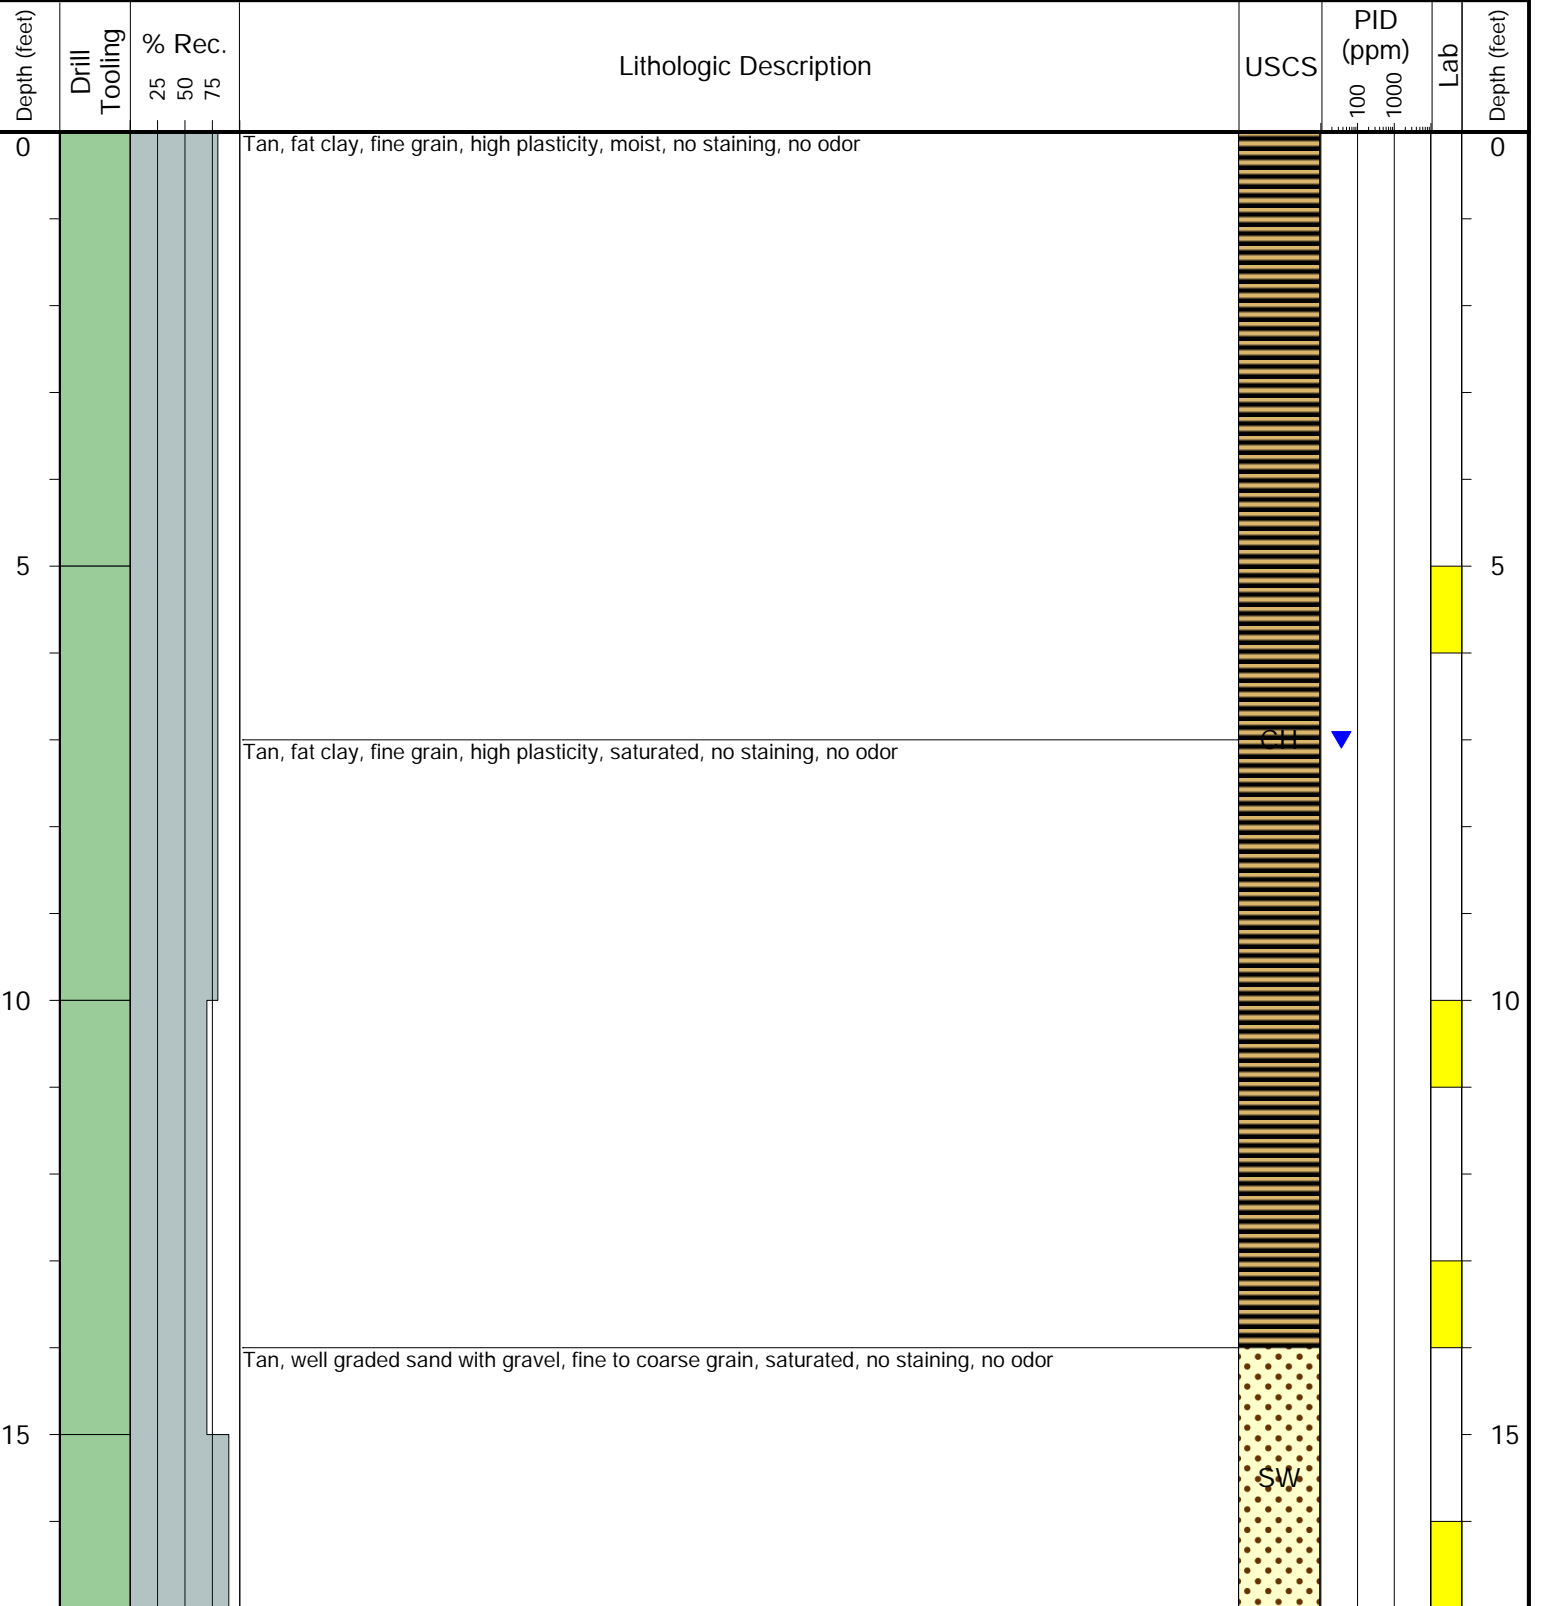 Depth (feet)
Drill
Tooling
% Rec.
25
50
75
Lithologic Description
USCS
PID
(ppm)
100
1000
Lab
Depth (feet)
0
Tan, fat clay, fine grain, high plasticity, moist, no staining, no odor
0
5
5
Tan, fat clay, fine grain, high plasticity, saturated, no staining, no odor
CH
10
10
Tan, well graded sand with gravel, fine to coarse grain, saturated, no staining, no odor
15
15
SW